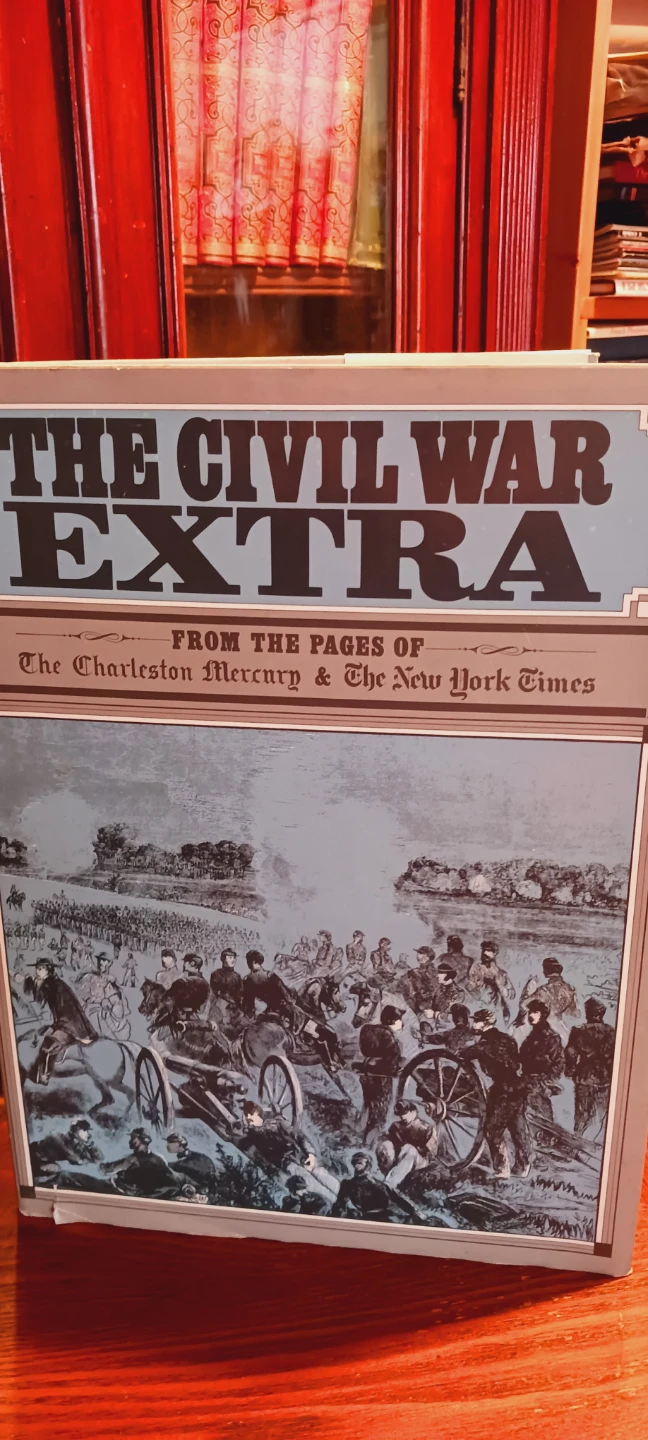 THE CIVIL WAR
EXTRA
FROM THE PAGES OF
The Charleston Mercury & The New York Times